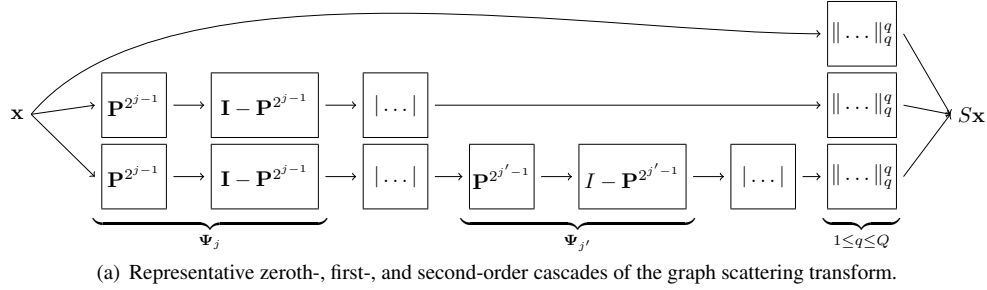 ‖ … ‖_q^q
x P^{2^{j−1}} I − P^{2^{j−1}} | … | ‖ … ‖_q^q Sx
P^{2^{j−1}} I − P^{2^{j−1}} | … | P^{2^{j′−1}} I − P^{2^{j′−1}} | … | ‖ … ‖_q^q
Ψ_j Ψ_{j′} 1≤q≤Q
(a) Representative zeroth-, first-, and second-order cascades of the graph scattering transform.